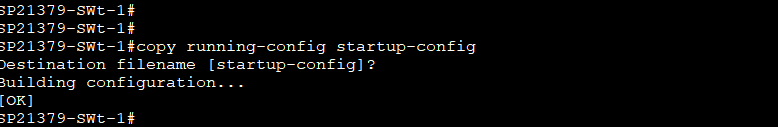 SP21379-SWt-1#
SP21379-SWt-1#
SP21379-SWt-1#copy running-config startup-config
Destination filename [startup-config]?
Building configuration...
[OK]
SP21379-SWt-1#